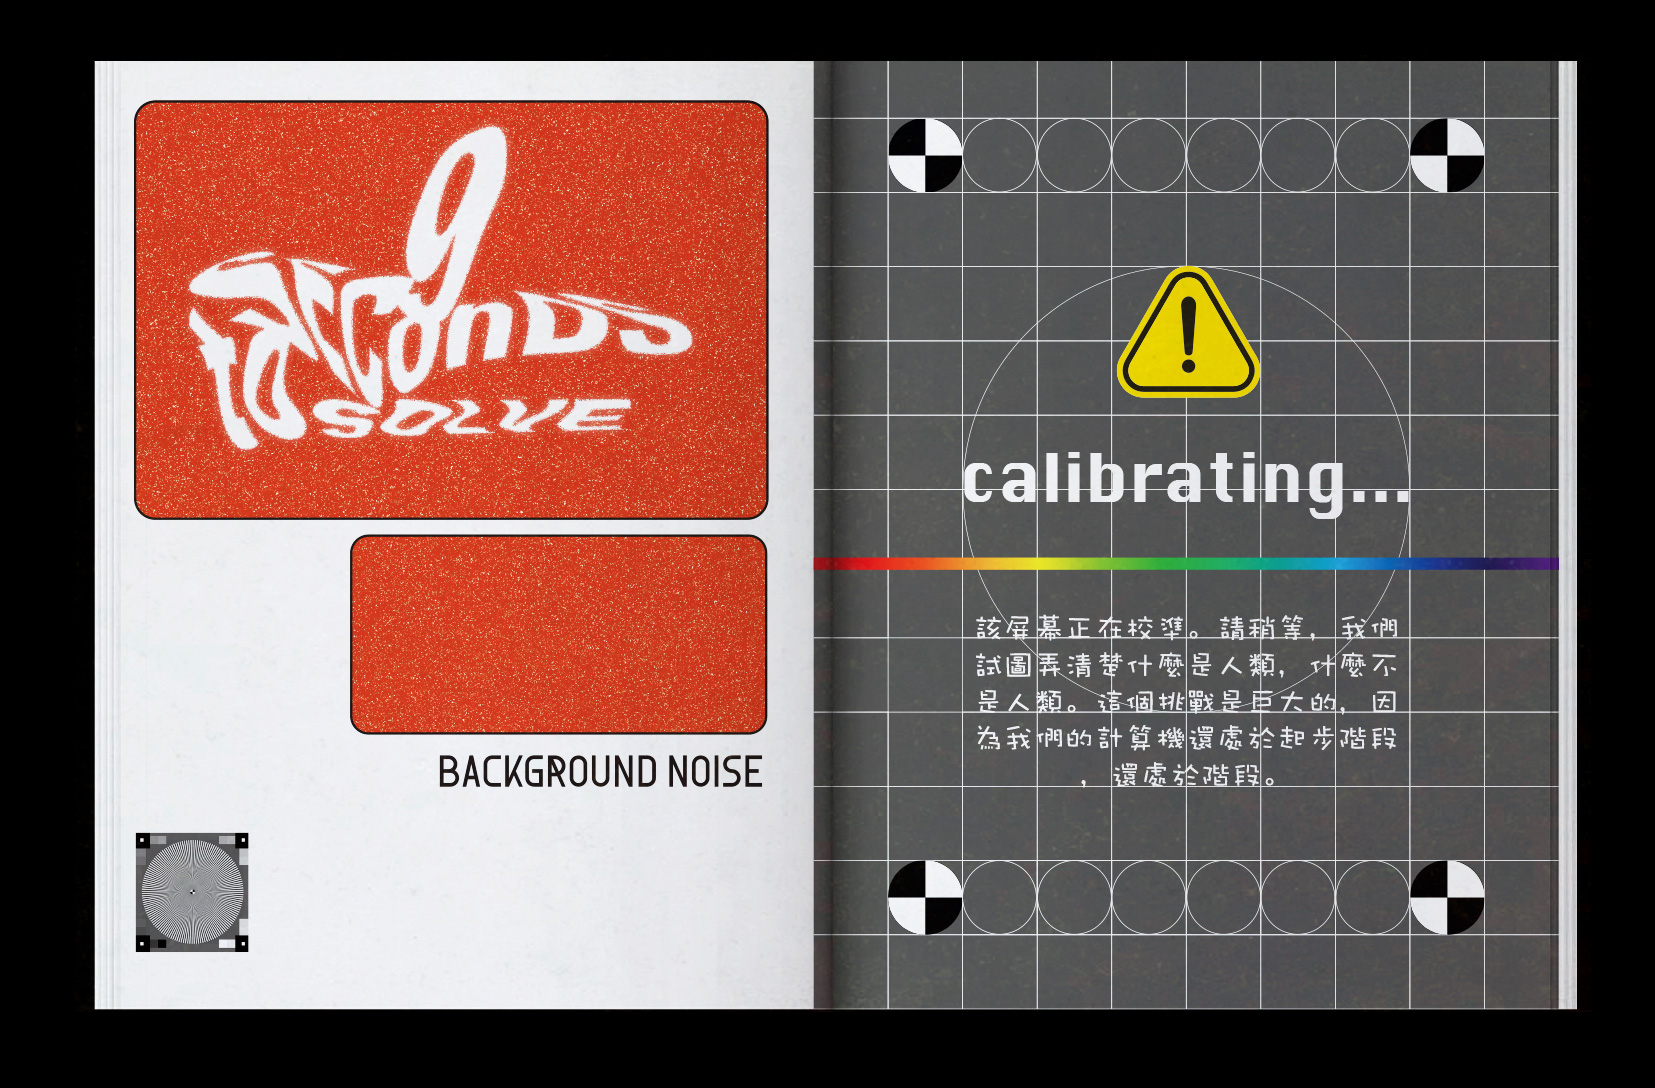 9
seconds
to
SOLVE
BACKGROUND NOISE
calibrating...
該屏幕正在校準。請稍等，我們
試圖弄清楚什麼是人類，什麼不
是人類。這個挑戰是巨大的，因
為我們的計算機還處於起步階段
，還處於階段。